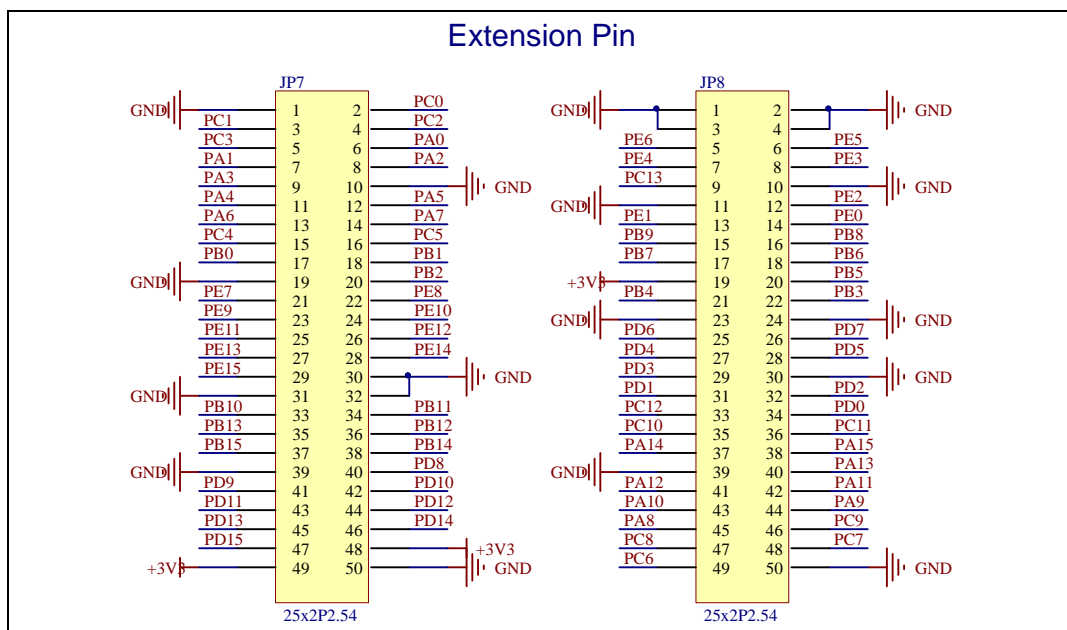 Extension Pin
JP7 JP8
GND 1 2 PC0 GND 1 2 GND
PC1 3 4 PC2 3 4
PC3 5 6 PA0 PE6 5 6 PE5
PA1 7 8 PA2 PE4 7 8 PE3
PA3 9 10 GND PC13 9 10 GND
PA4 11 12 PA5 GND 11 12 PE2
PA6 13 14 PA7 PE1 13 14 PE0
PC4 15 16 PC5 PB9 15 16 PB8
PB0 17 18 PB1 PB7 17 18 PB6
GND 19 20 PB2 +3V3 19 20 PB5
PE7 21 22 PE8 PB4 21 22 PB3
PE9 23 24 PE10 GND 23 24 GND
PE11 25 26 PE12 PD6 25 26 PD7
PE13 27 28 PE14 PD4 27 28 PD5
PE15 29 30 GND PD3 29 30 GND
GND 31 32 PD1 31 32 PD2
PB10 33 34 PB11 PC12 33 34 PD0
PB13 35 36 PB12 PC10 35 36 PC11
PB15 37 38 PB14 PA14 37 38 PA15
GND 39 40 PD8 GND 39 40 PA13
PD9 41 42 PD10 PA12 41 42 PA11
PD11 43 44 PD12 PA10 43 44 PA9
PD13 45 46 PD14 PA8 45 46 PC9
PD15 47 48 +3V3 PC8 47 48 PC7
+3V3 49 50 GND PC6 49 50 GND
25x2P2.54 25x2P2.54